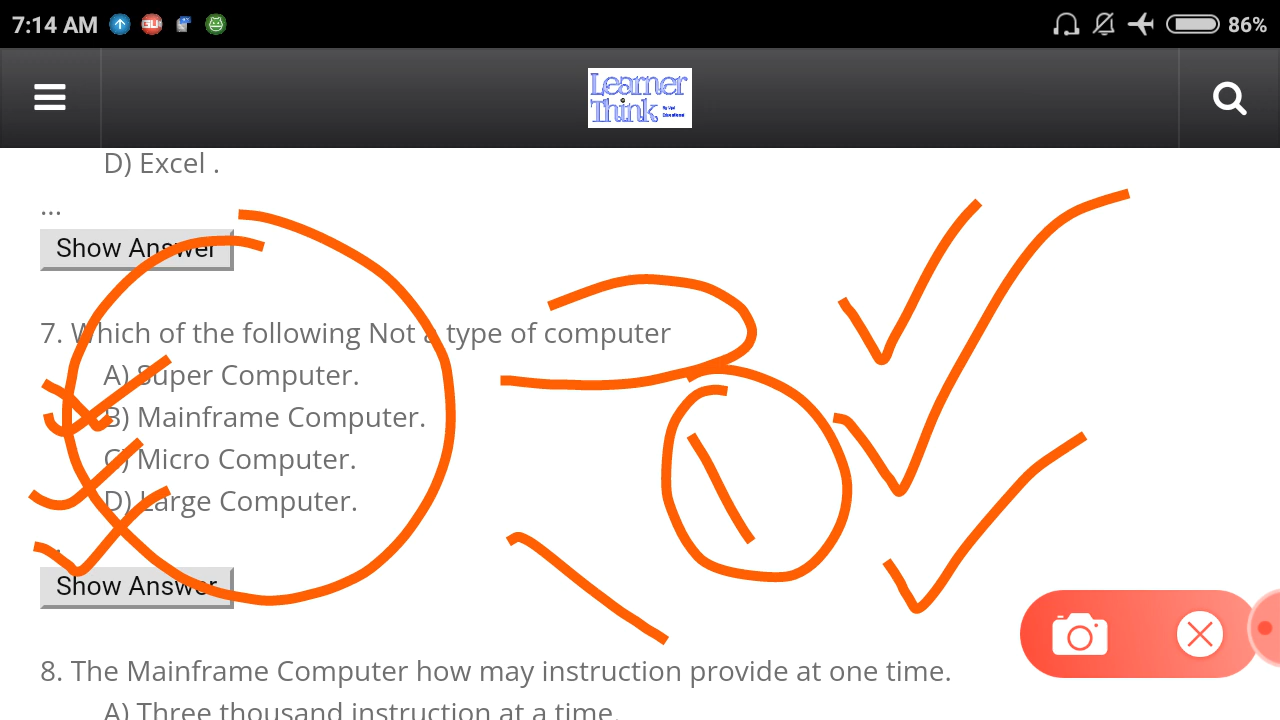 7:14 AM
GU
86%
Learner
Think
D) Excel .
...
Show Answer
7. Which of the following Not a type of computer
A) Super Computer.
B) Mainframe Computer.
C) Micro Computer.
D) Large Computer.
Show Answer
8. The Mainframe Computer how may instruction provide at one time.
A) Three thousand instruction at a time.